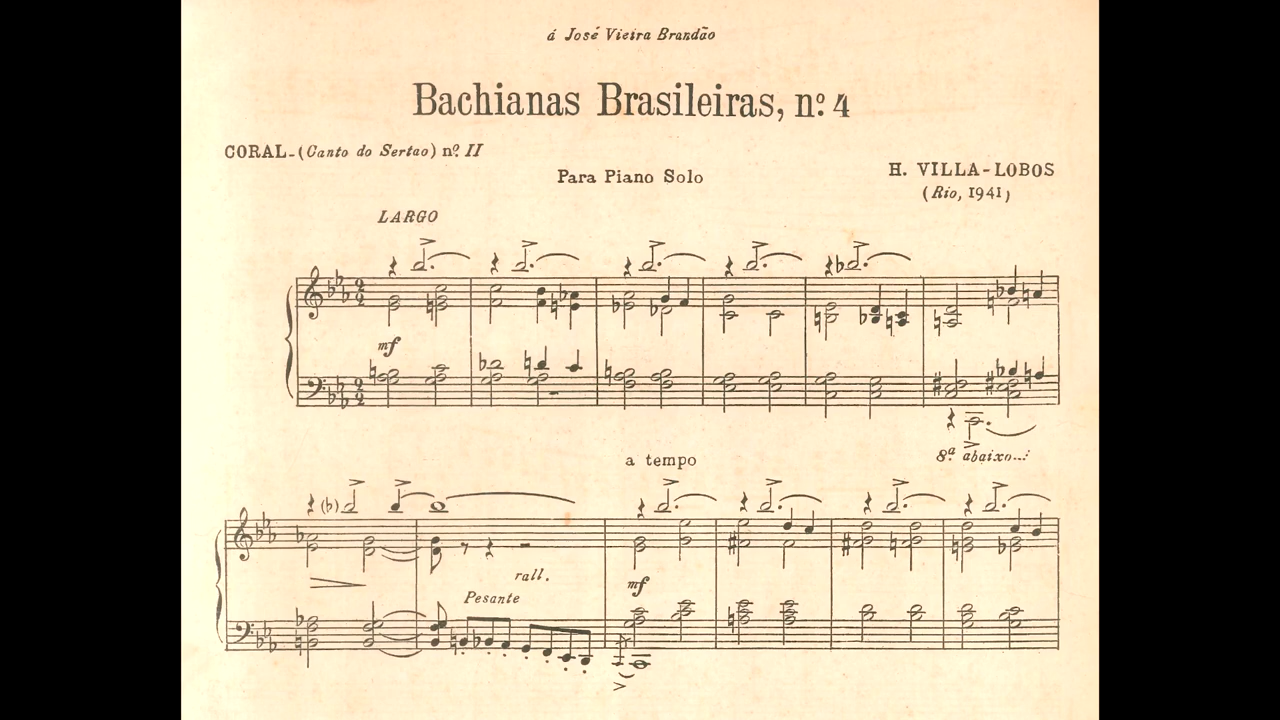 á José Vieira Brandão
Bachianas Brasileiras, nº 4
CORAL-(Canto do Sertao) nº II
Para Piano Solo
H. VILLA-LOBOS
(Rio, 1941)
LARGO
mf
8ª abaixo...
a tempo
(b)
rall.
Pesante
mf